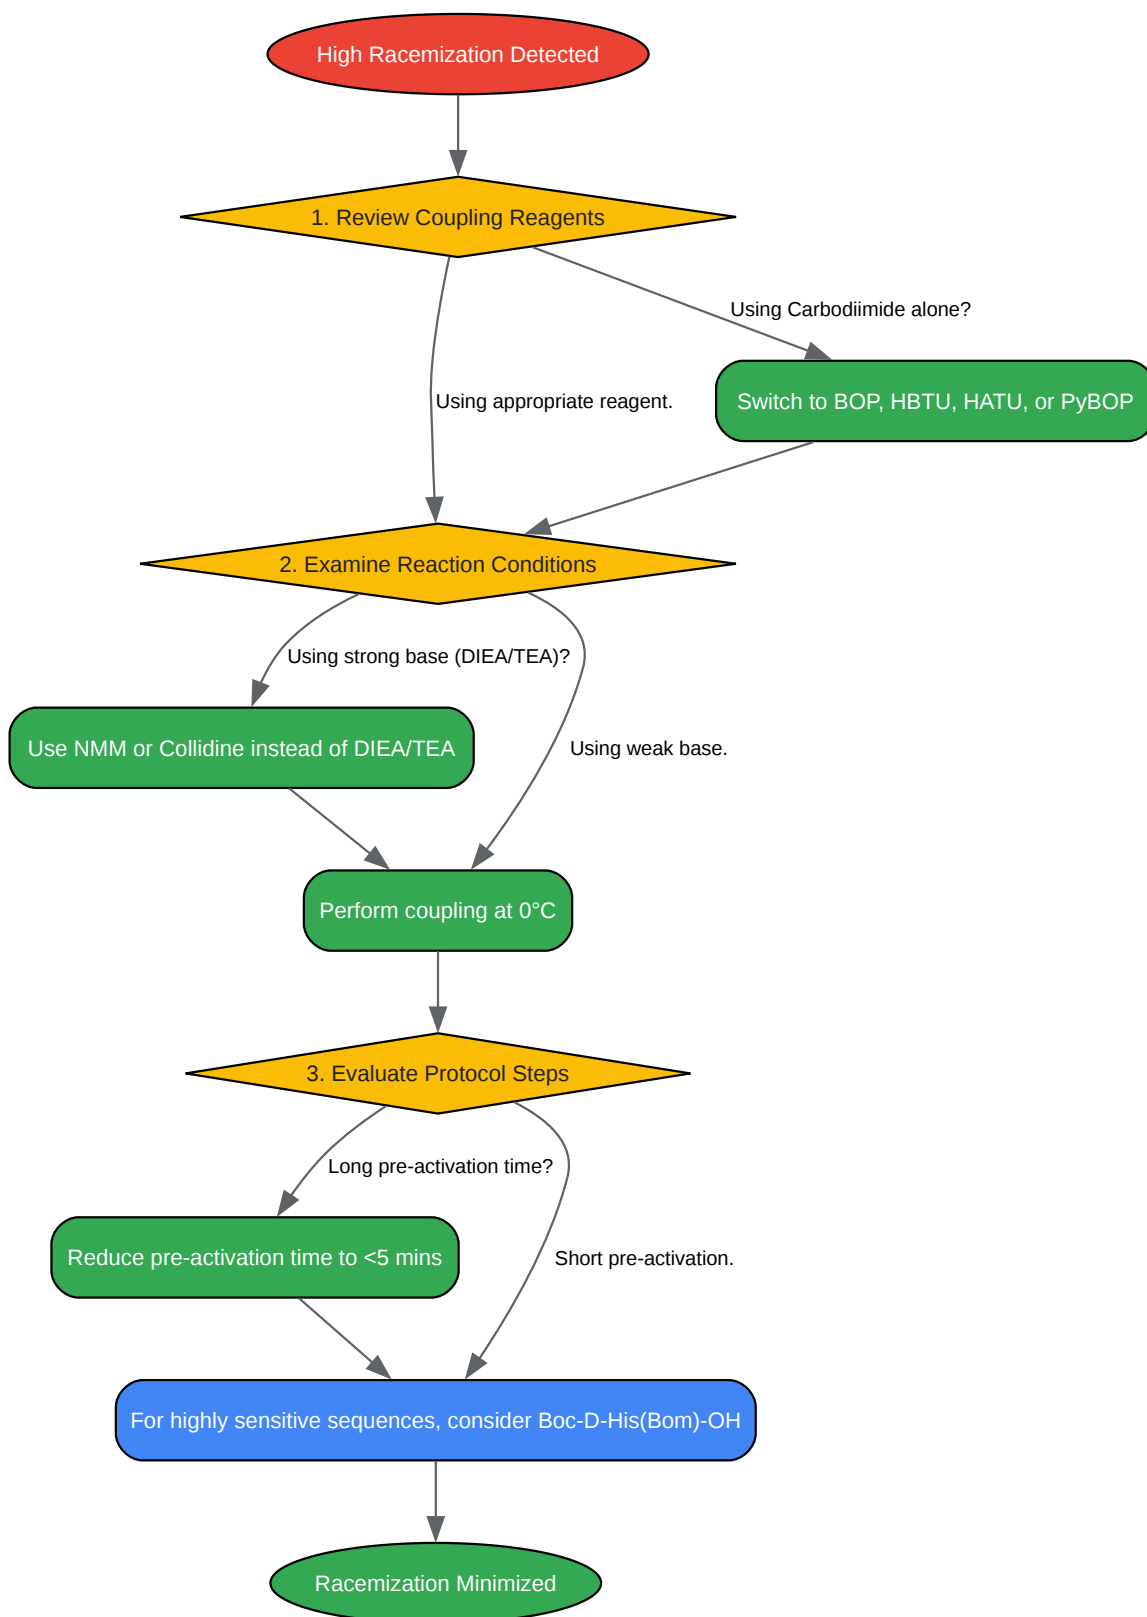 High Racemization Detected
1. Review Coupling Reagents
Using Carbodiimide alone?
Using appropriate reagent.
Switch to BOP, HBTU, HATU, or PyBOP
2. Examine Reaction Conditions
Using strong base (DIEA/TEA)?
Use NMM or Collidine instead of DIEA/TEA
Using weak base.
Perform coupling at 0°C
3. Evaluate Protocol Steps
Long pre-activation time?
Reduce pre-activation time to <5 mins
Short pre-activation.
For highly sensitive sequences, consider Boc-D-His(Bom)-OH
Racemization Minimized